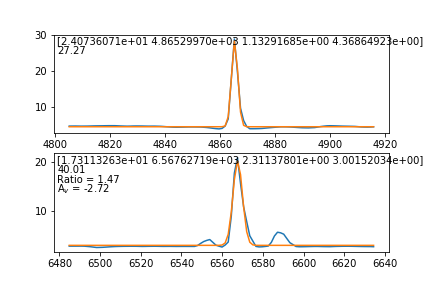 30
20
10
[2.40736071e+01 4.86529970e+03 1.13291685e+00 4.36864923e+00]
27.27
4800 4820 4840 4860 4880 4900 4920
20
10
[1.73113263e+01 6.56762719e+03 2.31137801e+00 3.00152034e+00]
40.01
Ratio = 1.47
Av = -2.72
6480 6500 6520 6540 6560 6580 6600 6620 6640